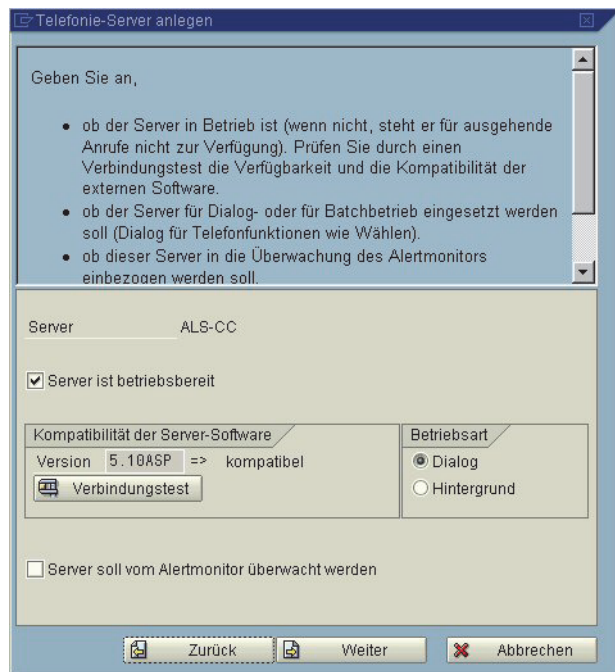 Telefonie-Server anlegen
Geben Sie an,
• ob der Server in Betrieb ist (wenn nicht, steht er für ausgehende
Anrufe nicht zur Verfügung). Prüfen Sie durch einen
Verbindungstest die Verfügbarkeit und die Kompatibilität der
externen Software.
• ob der Server für Dialog- oder für Batchbetrieb eingesetzt werden
soll (Dialog für Telefonfunktionen wie Wählen).
• ob dieser Server in die Überwachung des Alertmonitors
einbezogen werden soll.
Server ALS-CC
Server ist betriebsbereit
Kompatibilität der Server-Software
Version 5.10ASP => kompatibel
Verbindungstest
Betriebsart
Dialog
Hintergrund
Server soll vom Alertmonitor überwacht werden
Zurück Weiter Abbrechen